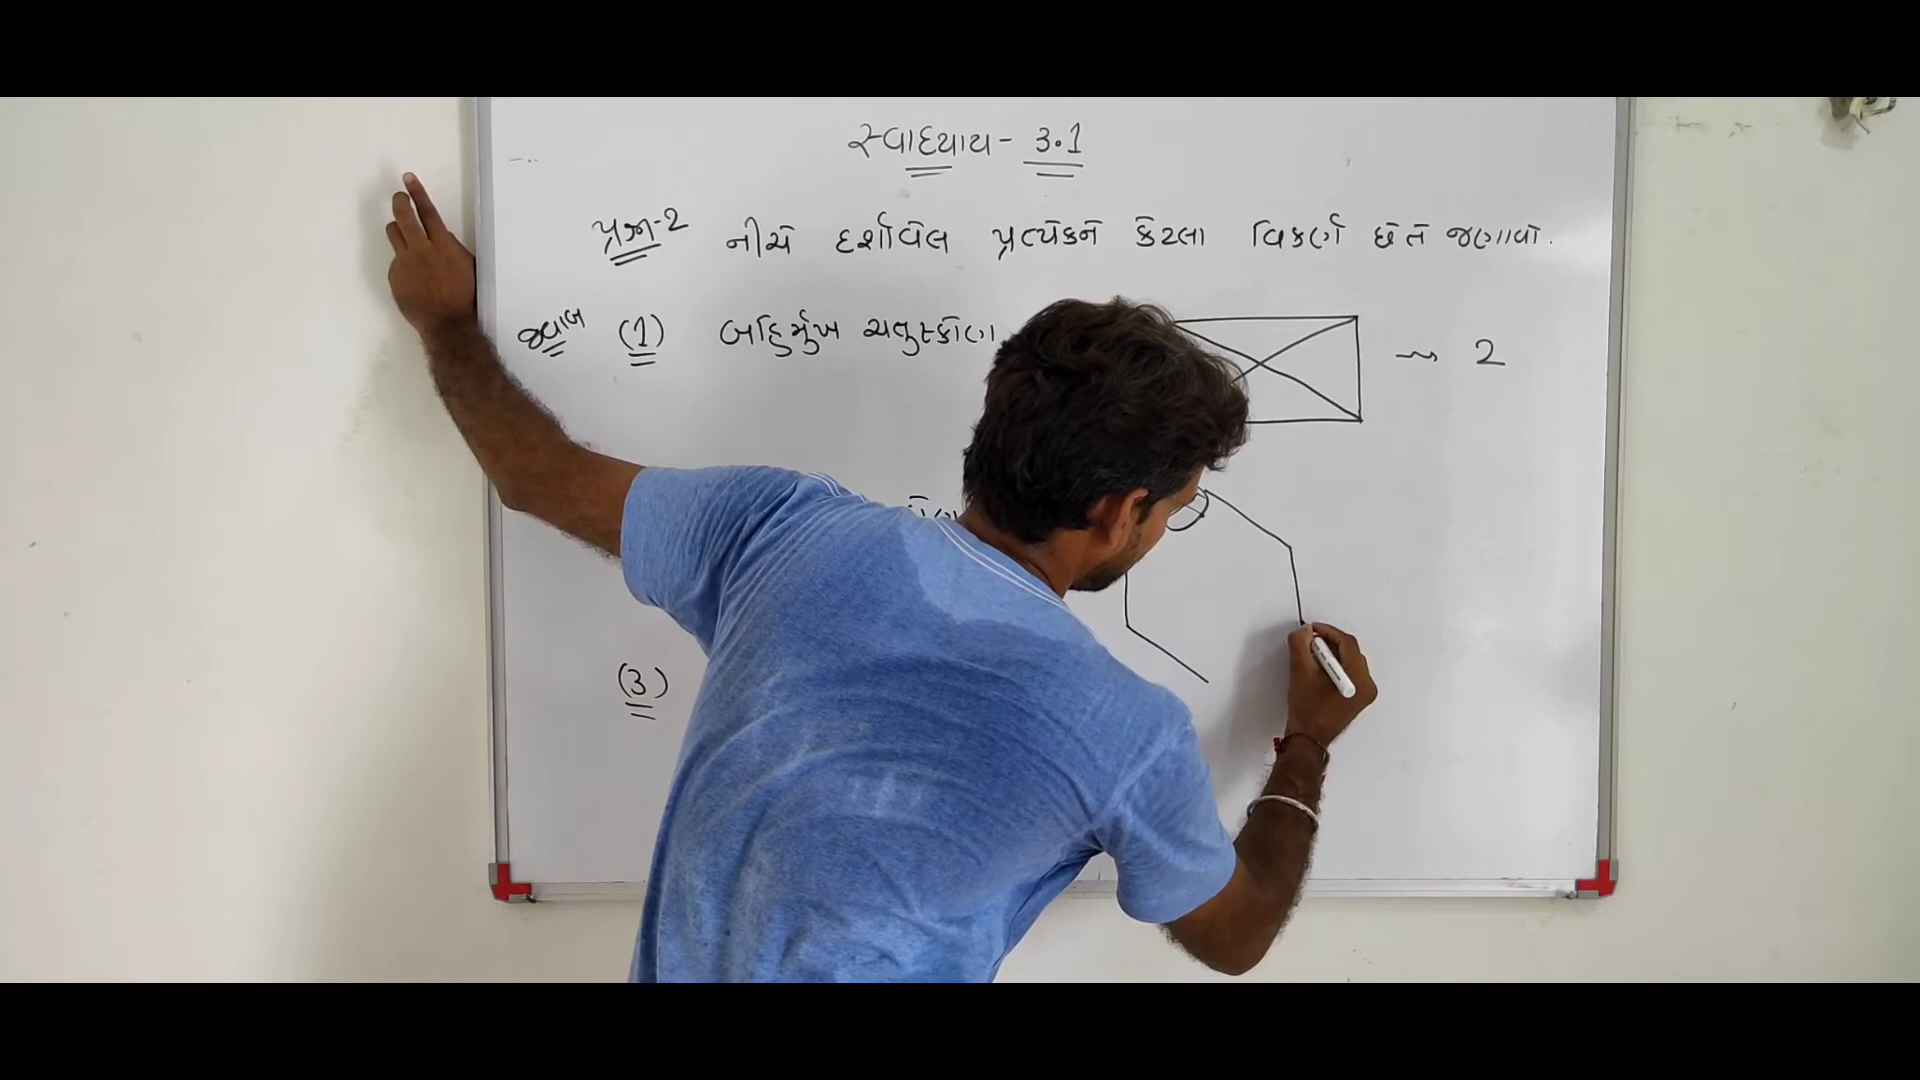 સ્વાધ્યાય - 3.1
પ્રશ્ન-2 નીચે દર્શાવેલ પ્રત્યેકને કેટલા વિકર્ણ છે તે જણાવો.
જવાબ (1) બહિર્મુખ ચતુષ્કોણ 2
(3)